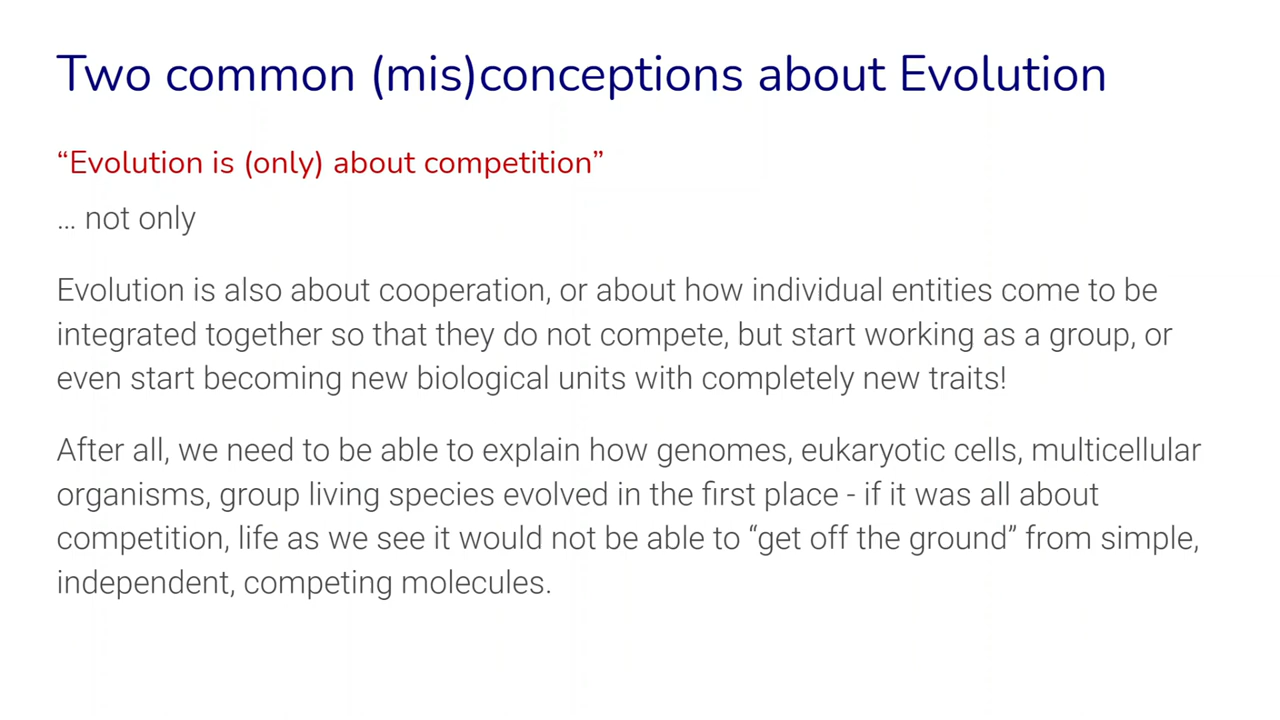 Two common (mis)conceptions about Evolution
“Evolution is (only) about competition”
... not only
Evolution is also about cooperation, or about how individual entities come to be
integrated together so that they do not compete, but start working as a group, or
even start becoming new biological units with completely new traits!
After all, we need to be able to explain how genomes, eukaryotic cells, multicellular
organisms, group living species evolved in the first place - if it was all about
competition, life as we see it would not be able to “get off the ground” from simple,
independent, competing molecules.